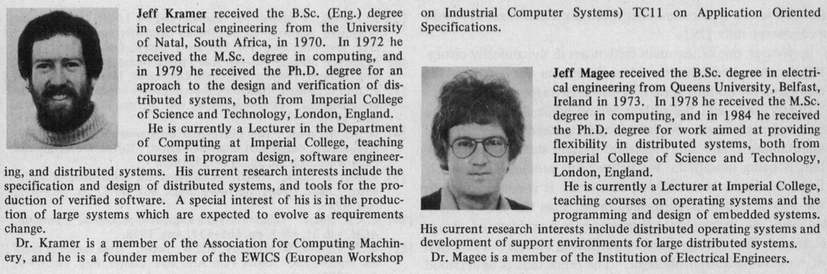 Jeff Kramer received the B.Sc. (Eng.) degree
in electrical engineering from the University
of Natal, South Africa, in 1970. In 1972 he
received the M.Sc. degree in computing, and
in 1979 he received the Ph.D. degree for an
aproach to the design and verification of dis-
tributed systems, both from Imperial College
of Science and Technology, London, England.
He is currently a Lecturer in the Department
of Computing at Imperial College, teaching
courses in program design, software engineer-
ing, and distributed systems. His current research interests include the
specification and design of distributed systems, and tools for the pro-
duction of verified software. A special interest of his is in the produc-
tion of large systems which are expected to evolve as requirements
change.
Dr. Kramer is a member of the Association for Computing Machin-
ery, and he is a founder member of the EWICS (European Workshop
on Industrial Computer Systems) TC11 on Application Oriented
Specifications.
Jeff Magee received the B.Sc. degree in electri-
cal engineering from Queens University, Belfast,
Ireland in 1973. In 1978 he received the M.Sc.
degree in computing, and in 1984 he received
the Ph.D. degree for work aimed at providing
flexibility in distributed systems, both from
Imperial College of Science and Technology,
London, England.
He is currently a Lecturer at Imperial College,
teaching courses on operating systems and the
programming and design of embedded systems.
His current research interests include distributed operating systems and
development of support environments for large distributed systems.
Dr. Magee is a member of the Institution of Electrical Engineers.